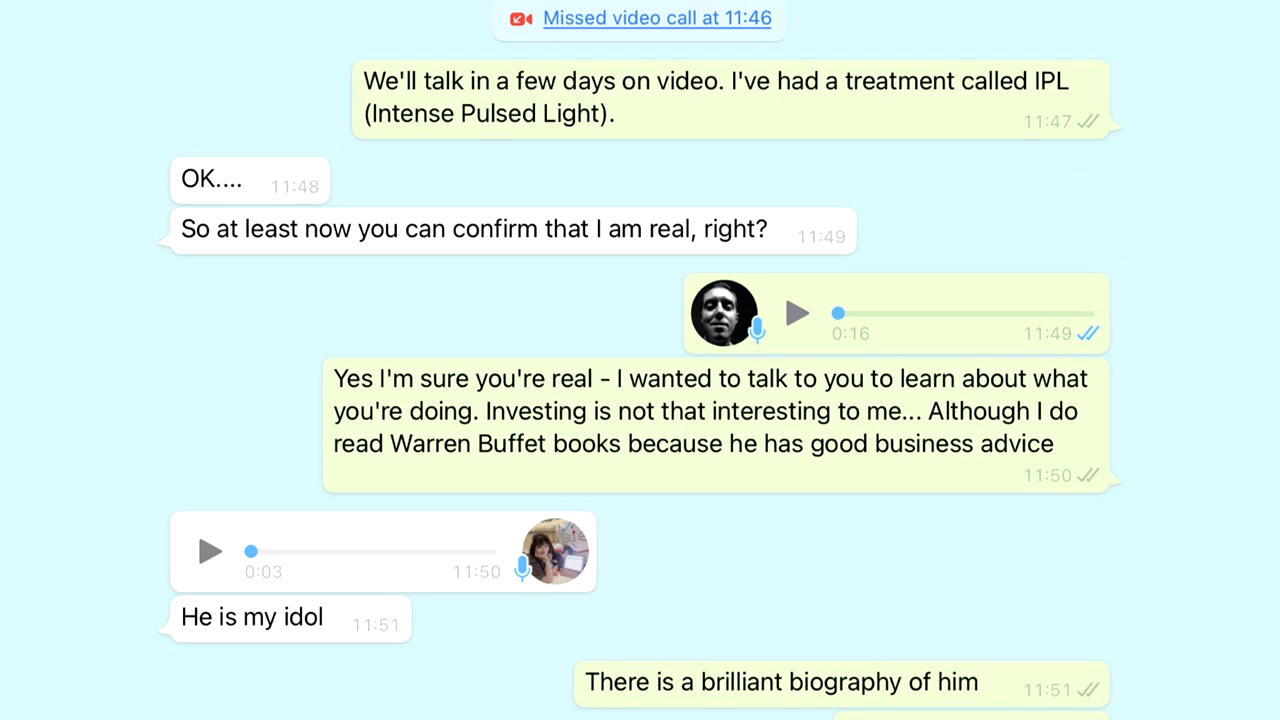 Missed video call at 11:46
We'll talk in a few days on video. I've had a treatment called IPL
(Intense Pulsed Light).
11:47
OK.... 11:48
So at least now you can confirm that I am real, right? 11:49
0:16 11:49
Yes I'm sure you're real - I wanted to talk to you to learn about what
you're doing. Investing is not that interesting to me... Although I do
read Warren Buffet books because he has good business advice
11:50
0:03 11:50
He is my idol 11:51
There is a brilliant biography of him 11:51